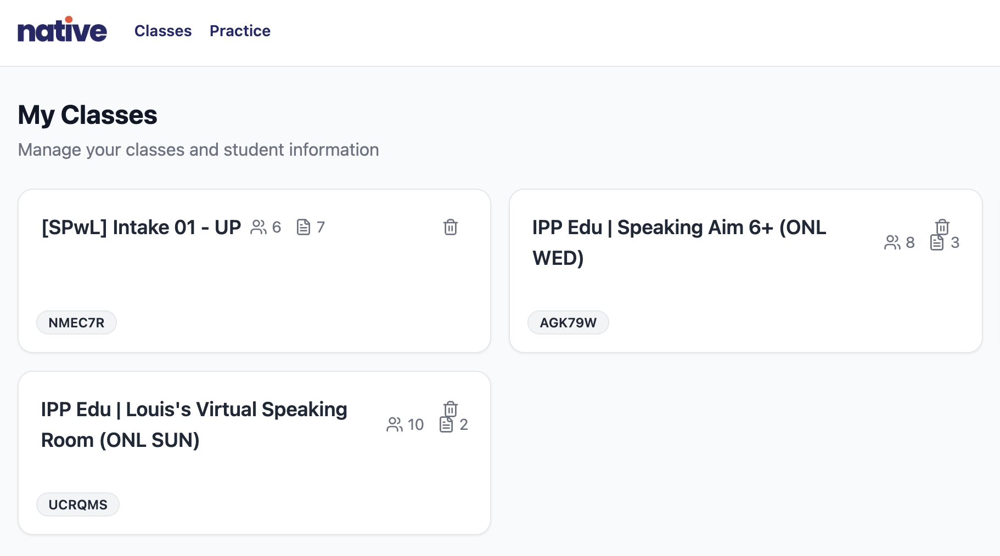 native
Classes
Practice
My Classes
Manage your classes and student information
[SPwL] Intake 01 - UP 6 7
NMEC7R
IPP Edu | Speaking Aim 6+ (ONL
WED)
8 3
AGK79W
IPP Edu | Louis's Virtual Speaking
Room (ONL SUN)
10 2
UCRQMS